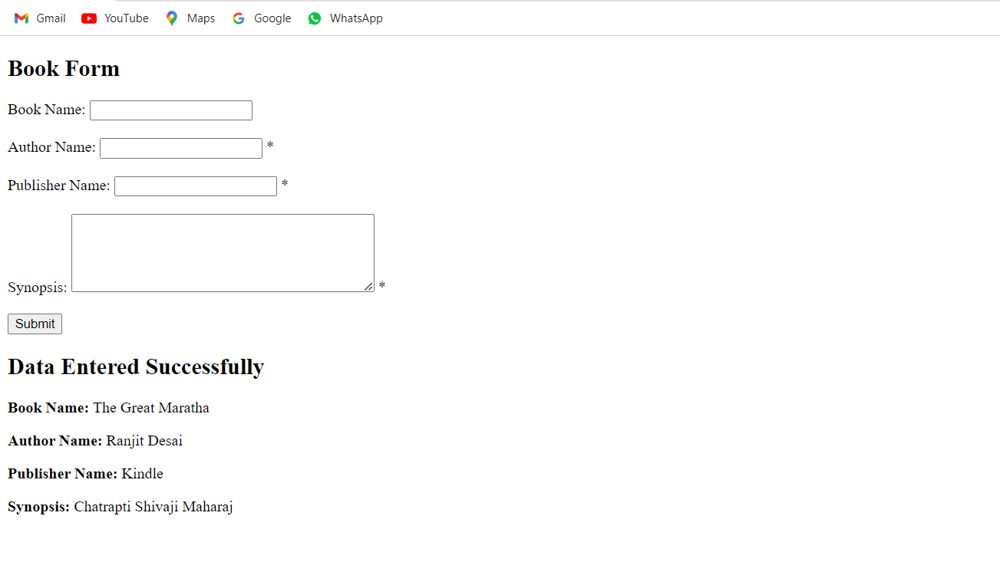 Gmail YouTube Maps Google WhatsApp
Book Form
Book Name:
Author Name: *
Publisher Name: *
Synopsis: *
Submit
Data Entered Successfully
Book Name: The Great Maratha
Author Name: Ranjit Desai
Publisher Name: Kindle
Synopsis: Chatrapti Shivaji Maharaj